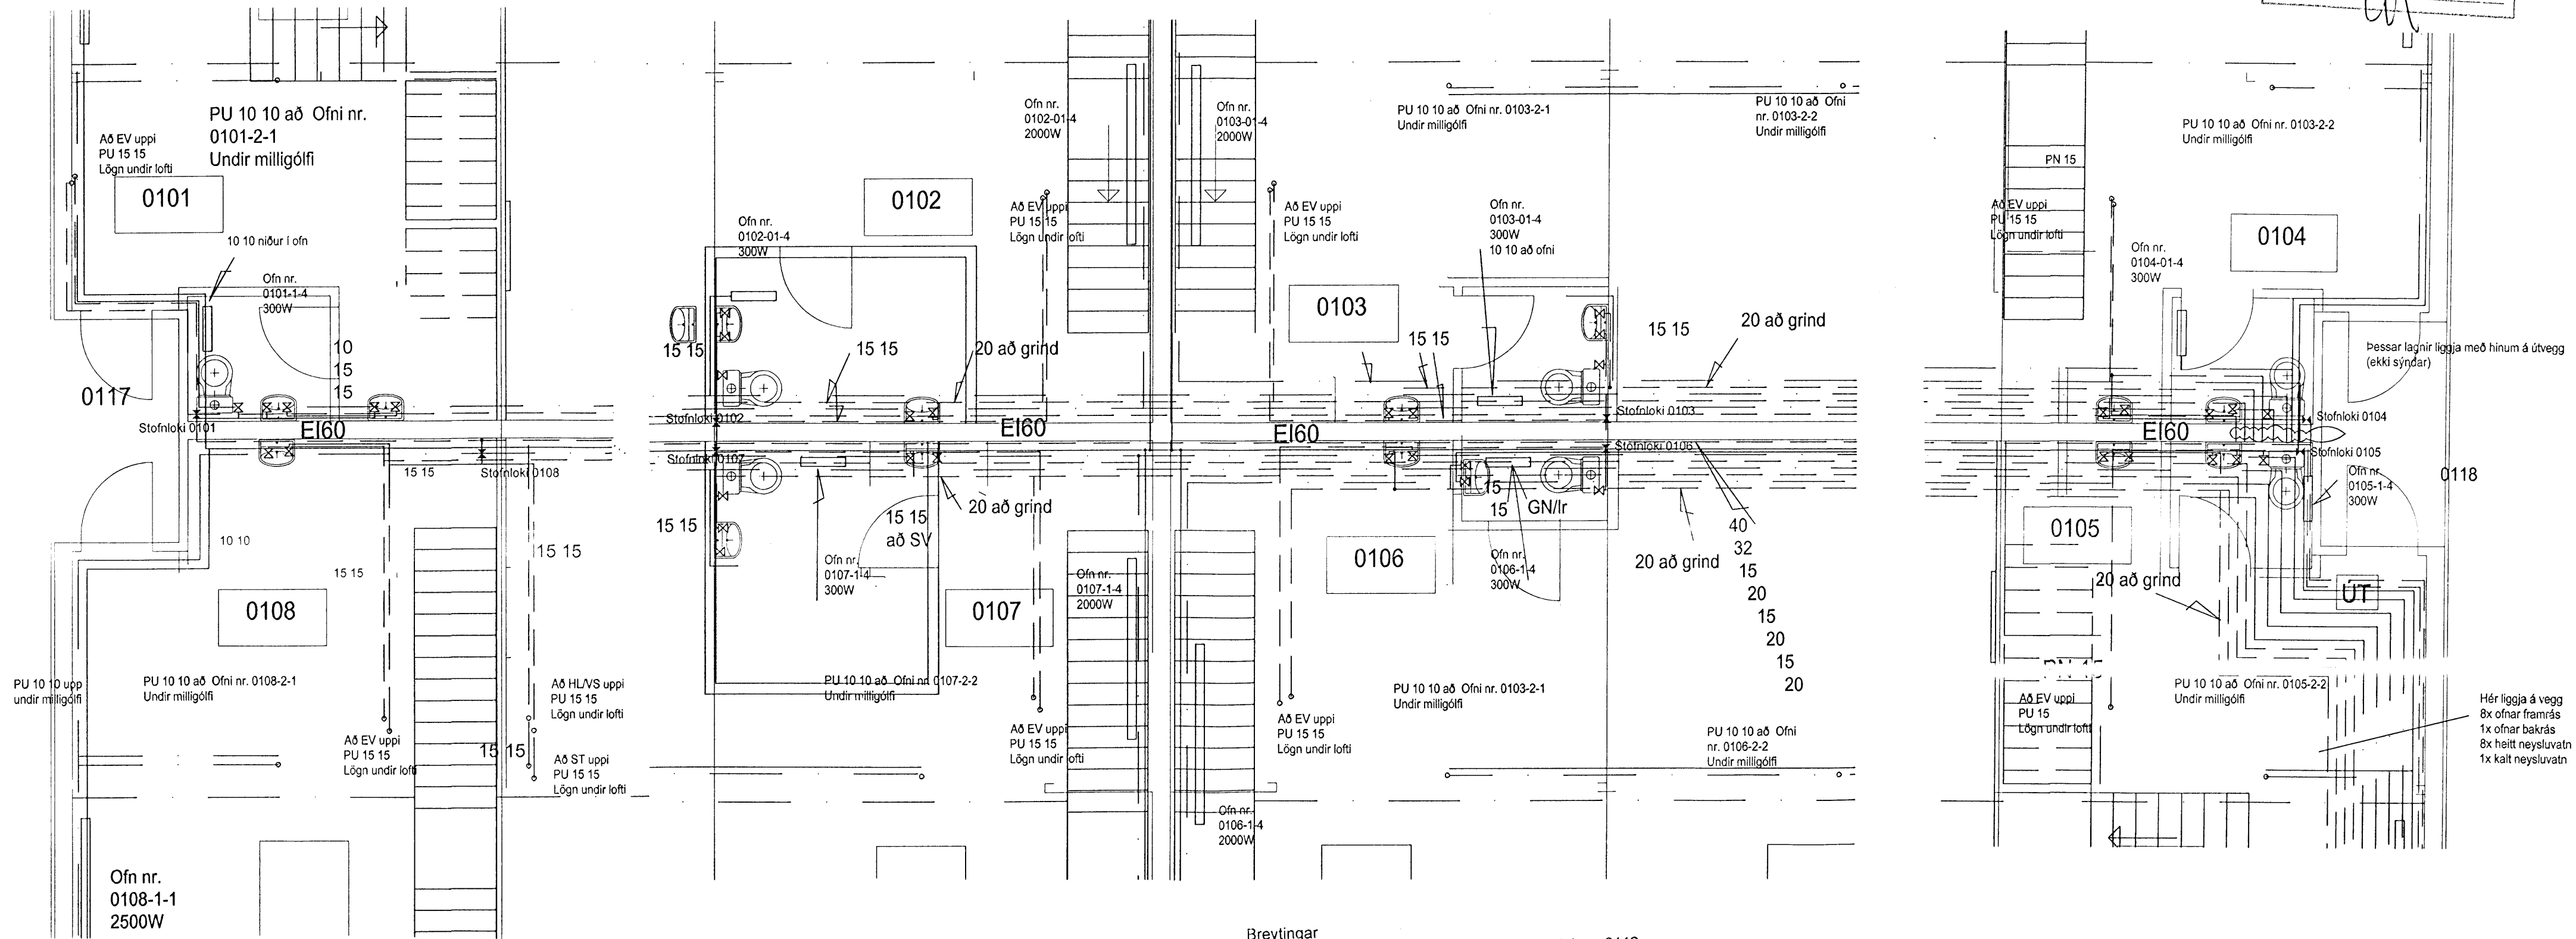 PU 10 10 að Ofni nr.
0101-2-1
Undir milligólfi
Að EV uppi
PU 15 15
Lögn undir lofti
0101
10 10 niður í ofn
Ofn nr.
0101-1-4
300W
10
15
15
0117
Stofnloki 0101
EI60
15 15
Stofnloki 0108
10 10
15 15
15 15
0108
PU 10 10 upp
undir milligólfi
PU 10 10 að Ofni nr. 0108-2-1
Undir milligólfi
Að EV uppi
PU 15 15
Lögn undir lofti
15 15
Að HL/VS uppi
PU 15 15
Lögn undir lofti
Að ST uppi
PU 15 15
Lögn undir lofti
Ofn nr.
0108-1-1
2500W
Ofn nr.
0102-01-4
2000W
0102
Ofn nr.
0102-01-4
300W
Að EV uppi
PU 15 15
Lögn undir lofti
15 15
15 15
20 að grind
Stofnloki 0102
EI60
Stofnloki 0107
15 15
15 15
að SV
20 að grind
Ofn nr.
0107-1-4
300W
Ofn nr.
0107-1-4
2000W
0107
PU 10 10 að Ofni nr 0107-2-2
Undir milligólfi
Að EV uppi
PU 15 15
Lögn undir lofti
Ofn nr.
0103-01-4
2000W
PU 10 10 að Ofni nr. 0103-2-1
Undir milligólfi
PU 10 10 að Ofni
nr. 0103-2-2
Undir milligólfi
Að EV uppi
PU 15 15
Lögn undir lofti
Ofn nr.
0103-01-4
300W
10 10 að ofni
0103
15 15
15 15
20 að grind
Stofnloki 0103
EI60
Stofnloki 0106
15
15
GN/Ir
0106
Ofn nr.
0106-1-4
300W
20 að grind
40
32
15
20
15
20
15
20
PU 10 10 að Ofni nr. 0103-2-1
Undir milligólfi
Að EV uppi
PU 15 15
Lögn undir lofti
PU 10 10 að Ofni
nr. 0106-2-2
Undir milligólfi
Ofn nr.
0106-1-4
2000W
PU 10 10 að Ofni nr. 0103-2-2
Undir milligólfi
PN 15
Að EV uppi
PU 15 15
Lögn undir lofti
0104
Ofn nr.
0104-01-4
300W
Þessar lagnir liggja með hinum á útvegg
(ekki sýndar)
Stofnloki 0104
EI60
Stofnloki 0105
Ofn nr.
0105-1-4
300W
0118
0105
20 að grind
ÚT
PN 15
PU 10 10 að Ofni nr. 0105-2-2
Undir milligólfi
Að EV uppi
PU 15
Lögn undir lofti
Hér liggja á vegg
8x ofnar framrás
1x ofnar bakrás
8x heitt neysluvatn
1x kalt neysluvatn
Breytingar